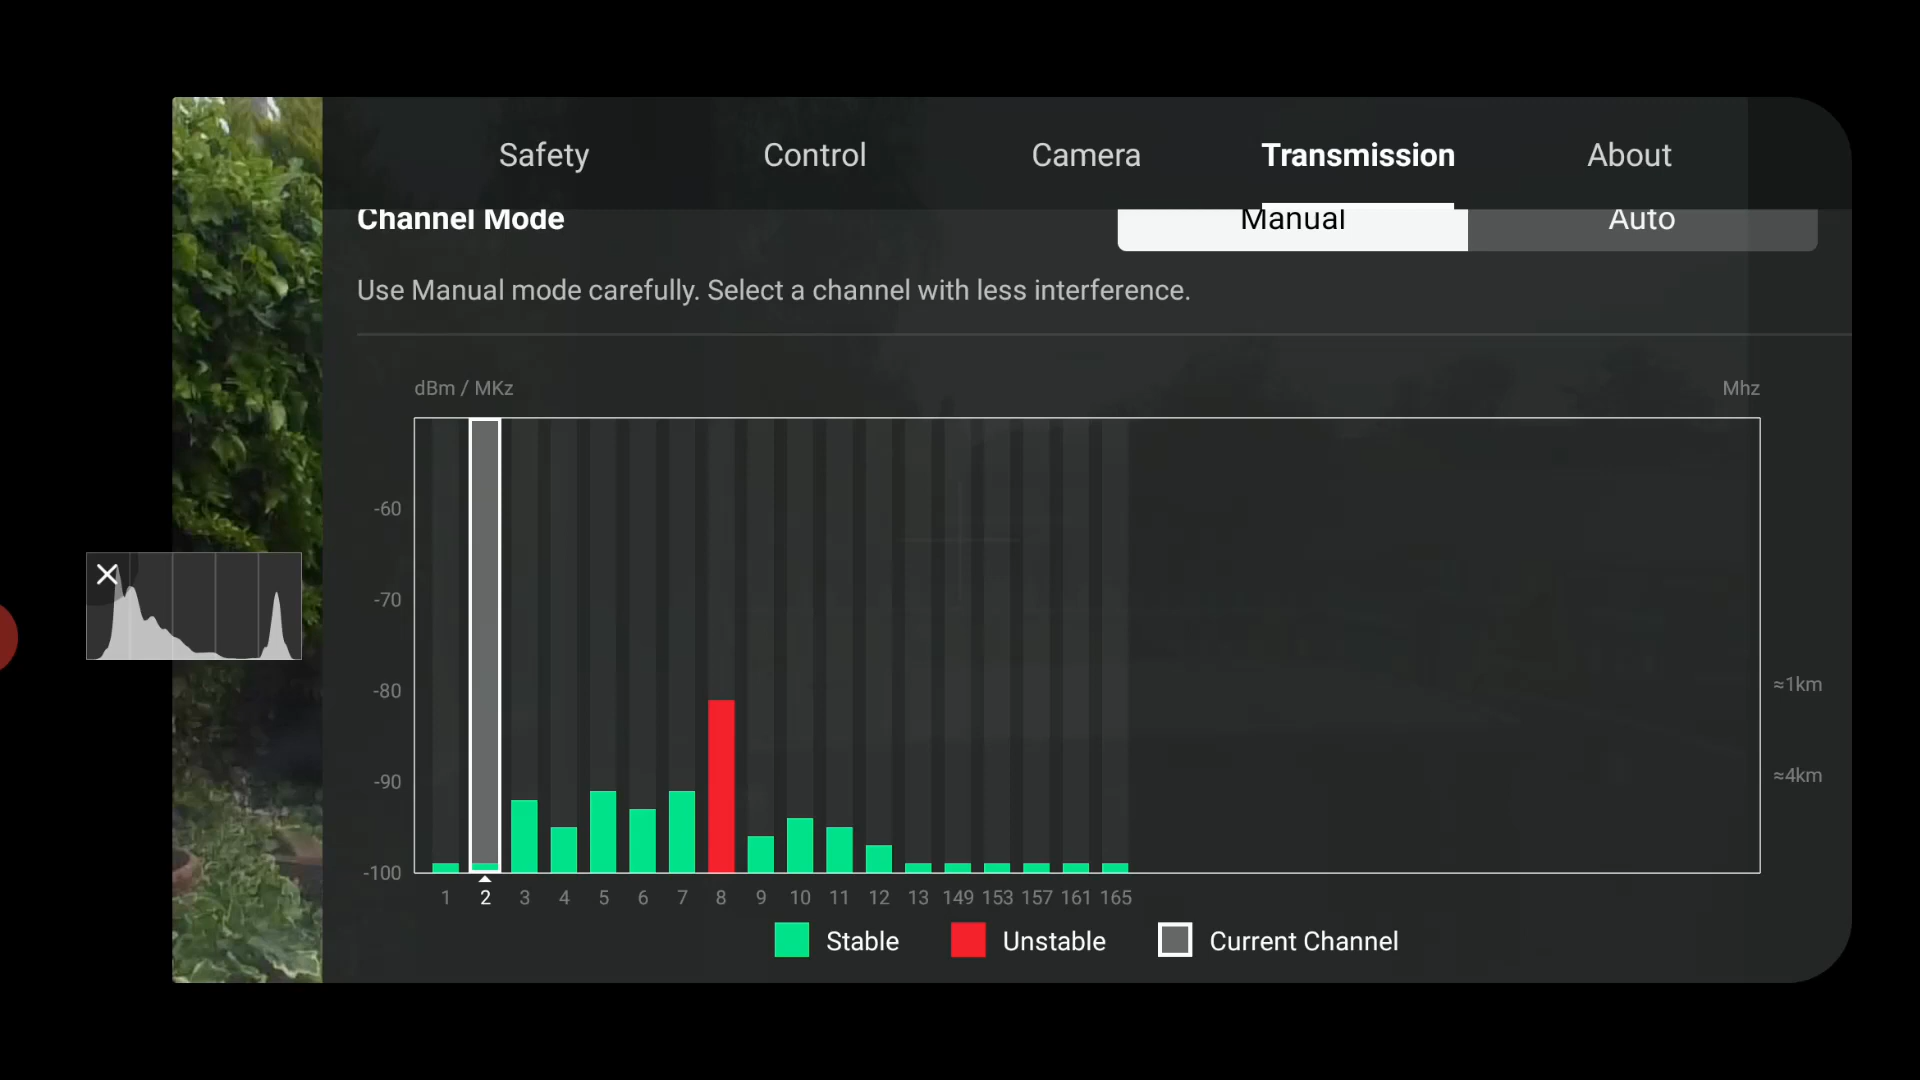 Safety Control Camera Transmission About
Channel Mode Manual Auto
Use Manual mode carefully. Select a channel with less interference.
dBm / MKz Mhz
-60
-70
-80
≈1km
-90
≈4km
-100
1 2 3 4 5 6 7 8 9 10 11 12 13 149 153 157 161 165
Stable Unstable Current Channel